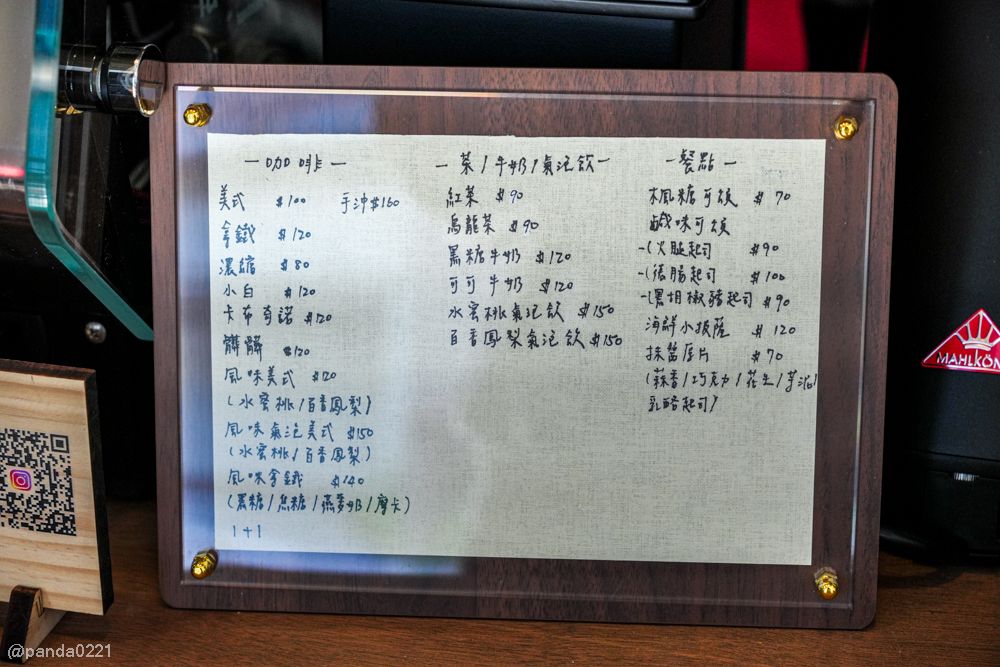 －咖啡－
美式 $100 手沖$160
拿鐵 $120
濃縮 $80
小白 $120
卡布奇諾 $120
髒髒 $120
風味美式 $120
(水蜜桃/百香鳳梨)
風味氣泡美式 $150
(水蜜桃/百香鳳梨)
風味拿鐵 $140
(黑糖/焦糖/燕麥奶/摩卡)
1+1
－茶/牛奶/氣泡飲－
紅茶 $90
烏龍茶 $90
黑糖牛奶 $120
可可牛奶 $120
水蜜桃氣泡飲 $150
百香鳳梨氣泡飲 $150
－餐點－
楓糖可頌 $70
鹹味可頌
-(火腿起司 $90
-(德腸起司 $100
-(黑胡椒豬起司 $90
海鮮小披薩 $120
抹醬厚片 $70
(蒜香/巧克力/花生/芋泥/
乳酪起司)
MAHLKÖN
@panda0221